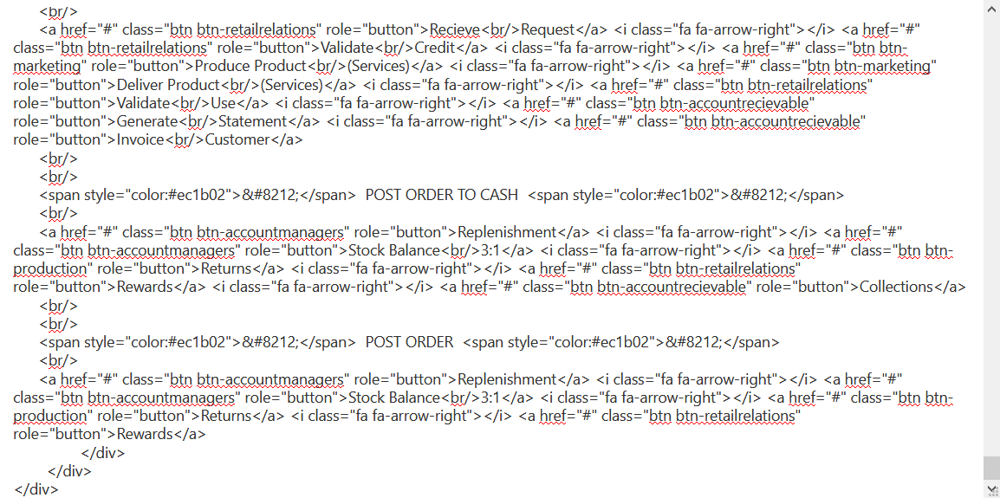 <br/>
<a href="#" class="btn btn-retailrelations" role="button">Recieve<br/>Request</a> <i class="fa fa-arrow-right"></i> <a href="#"
class="btn btn-retailrelations" role="button">Validate<br/>Credit</a> <i class="fa fa-arrow-right"></i> <a href="#" class="btn btn-
marketing" role="button">Produce Product<br/>(Services)</a> <i class="fa fa-arrow-right"></i> <a href="#" class="btn btn-marketing"
role="button">Deliver Product<br/>(Services)</a> <i class="fa fa-arrow-right"></i> <a href="#" class="btn btn-retailrelations"
role="button">Validate<br/>Use</a> <i class="fa fa-arrow-right"></i> <a href="#" class="btn btn-accountrecievable"
role="button">Generate<br/>Statement</a> <i class="fa fa-arrow-right"></i> <a href="#" class="btn btn-accountrecievable"
role="button">Invoice<br/>Customer</a>
<br/>
<br/>
<span style="color:#ec1b02">&#8212;</span>  POST ORDER TO CASH  <span style="color:#ec1b02">&#8212;</span>
<br/>
<a href="#" class="btn btn-accountmanagers" role="button">Replenishment</a> <i class="fa fa-arrow-right"></i> <a href="#"
class="btn btn-accountmanagers" role="button">Stock Balance<br/>3:1</a> <i class="fa fa-arrow-right"></i> <a href="#" class="btn btn-
production" role="button">Returns</a> <i class="fa fa-arrow-right"></i> <a href="#" class="btn btn-retailrelations"
role="button">Rewards</a> <i class="fa fa-arrow-right"></i> <a href="#" class="btn btn-accountrecievable" role="button">Collections</a>
<br/>
<br/>
<span style="color:#ec1b02">&#8212;</span>  POST ORDER  <span style="color:#ec1b02">&#8212;</span>
<br/>
<a href="#" class="btn btn-accountmanagers" role="button">Replenishment</a> <i class="fa fa-arrow-right"></i> <a href="#"
class="btn btn-accountmanagers" role="button">Stock Balance<br/>3:1</a> <i class="fa fa-arrow-right"></i> <a href="#" class="btn btn-
production" role="button">Returns</a> <i class="fa fa-arrow-right"></i> <a href="#" class="btn btn-retailrelations"
role="button">Rewards</a>
</div>
</div>
</div>